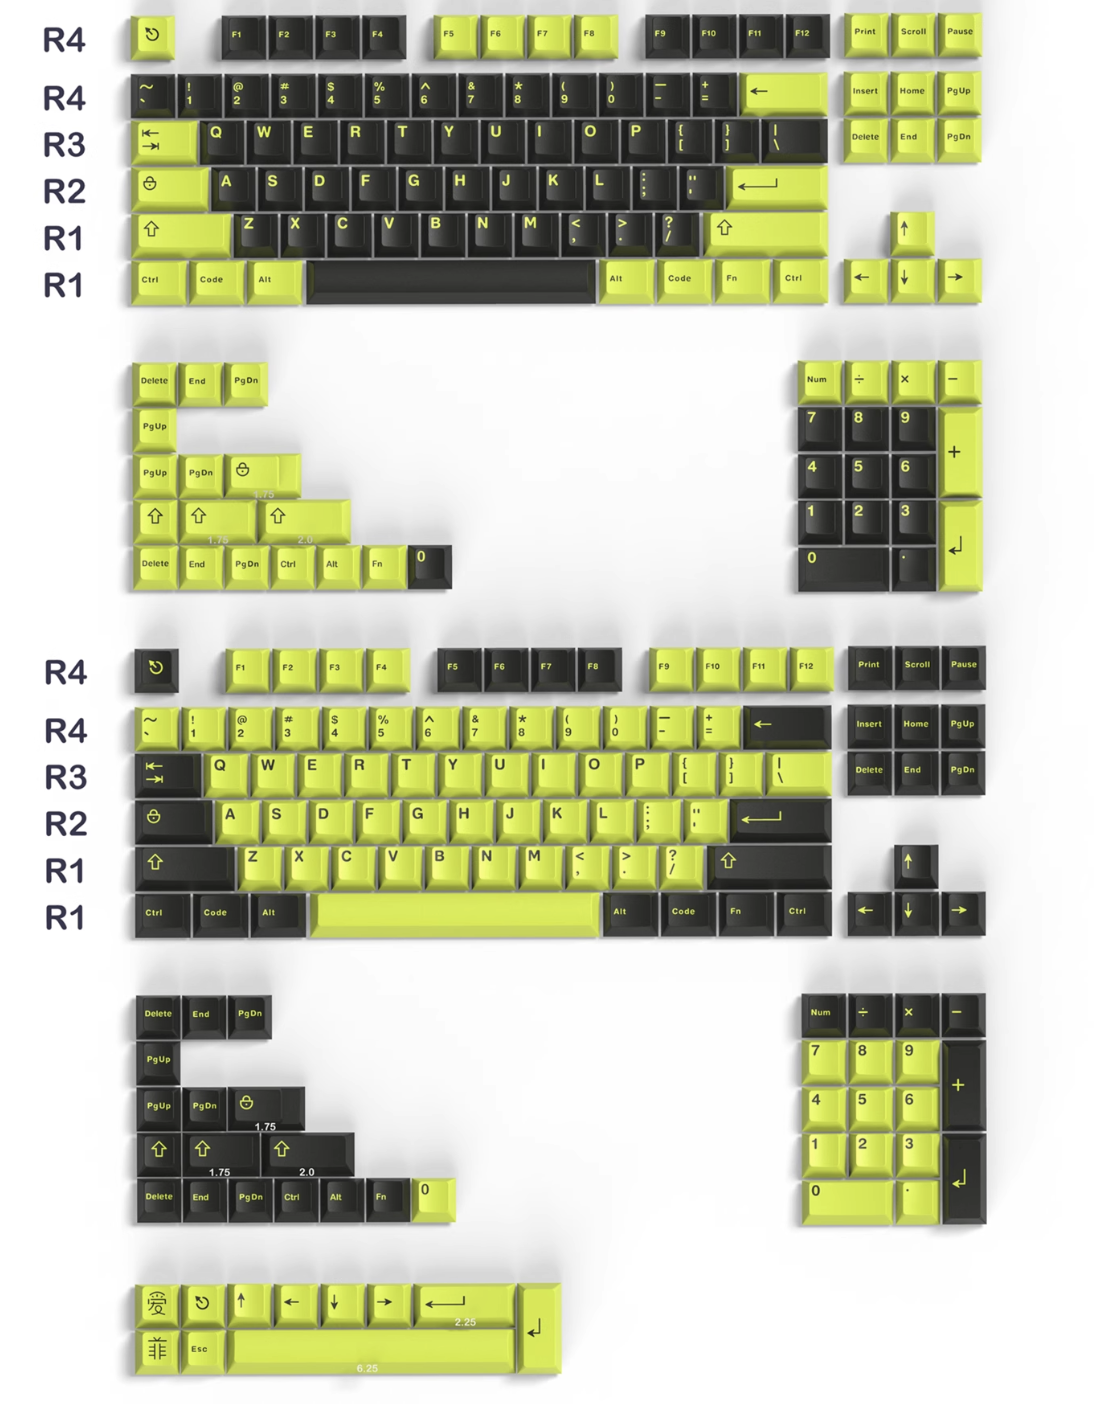 R4 F1 F2 F3 F4 F5 F6 F7 F8 F9 F10 F11 F12 Print Scroll Pause
R4 ~ ` ! 1 @ 2 # 3 $ 4 % 5 ^ 6 & 7 * 8 ( 9 ) 0 — - + = ← Insert Home PgUp
R3 Q W E R T Y U I O P { [ } ] | \ Delete End PgDn
R2 A S D F G H J K L : ; " '
R1 Z X C V B N M < , > . ? / ↑
R1 Ctrl Code Alt Alt Code Fn Ctrl ← ↓ →
Delete End PgDn
PgUp
PgUp PgDn 1.75
1.75 2.0
Delete End PgDn Ctrl Alt Fn 0
Num ÷ × −
7 8 9 +
4 5 6
1 2 3
0 .
R4 F1 F2 F3 F4 F5 F6 F7 F8 F9 F10 F11 F12 Print Scroll Pause
R4 ~ ` ! 1 @ 2 # 3 $ 4 % 5 ^ 6 & 7 * 8 ( 9 ) 0 — - + = ← Insert Home PgUp
R3 Q W E R T Y U I O P { [ } ] | \ Delete End PgDn
R2 A S D F G H J K L : ; " '
R1 Z X C V B N M < , > . ? / ↑
R1 Ctrl Code Alt Alt Code Fn Ctrl ← ↓ →
Delete End PgDn
PgUp
PgUp PgDn 1.75
1.75 2.0
Delete End PgDn Ctrl Alt Fn 0
Num ÷ × −
7 8 9 +
4 5 6
1 2 3
0 .
↑ ← ↓ → 2.25
Esc 6.25